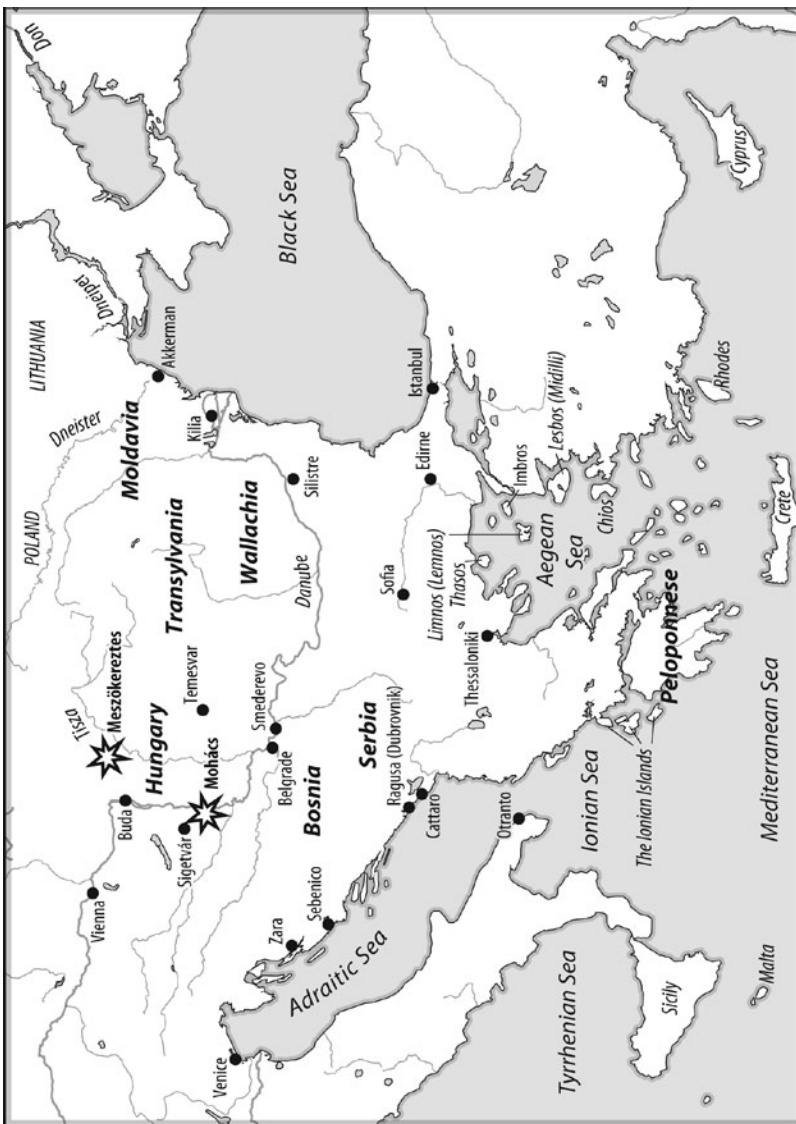 POLAND
LITHUANIA
Don
Dneister
Dneiper
Tisza
Meszökereztes
Vienna
Buda
Hungary
Moldavia
Akkerman
Sigetvár
Mohács
Temesvar
Transylvania
Kilia
Venice
Zara
Belgrade
Smederevo
Wallachia
Silistre
Black Sea
Sebenico
Bosnia
Danube
Adraitic Sea
Serbia
Ragusa (Dubrovnik)
Cattaro
Sofia
Edirne
Istanbul
Otranto
Thessaloniki
Limnos (Lemnos)
Thasos
Imbros
Lesbos (Midilli)
Tyrrhenian Sea
Ionian Sea
The Ionian Islands
Aegean
Sea
Chios
Peloponnese
Rhodes
Cyprus
Sicily
Malta
Mediterranean Sea
Crete